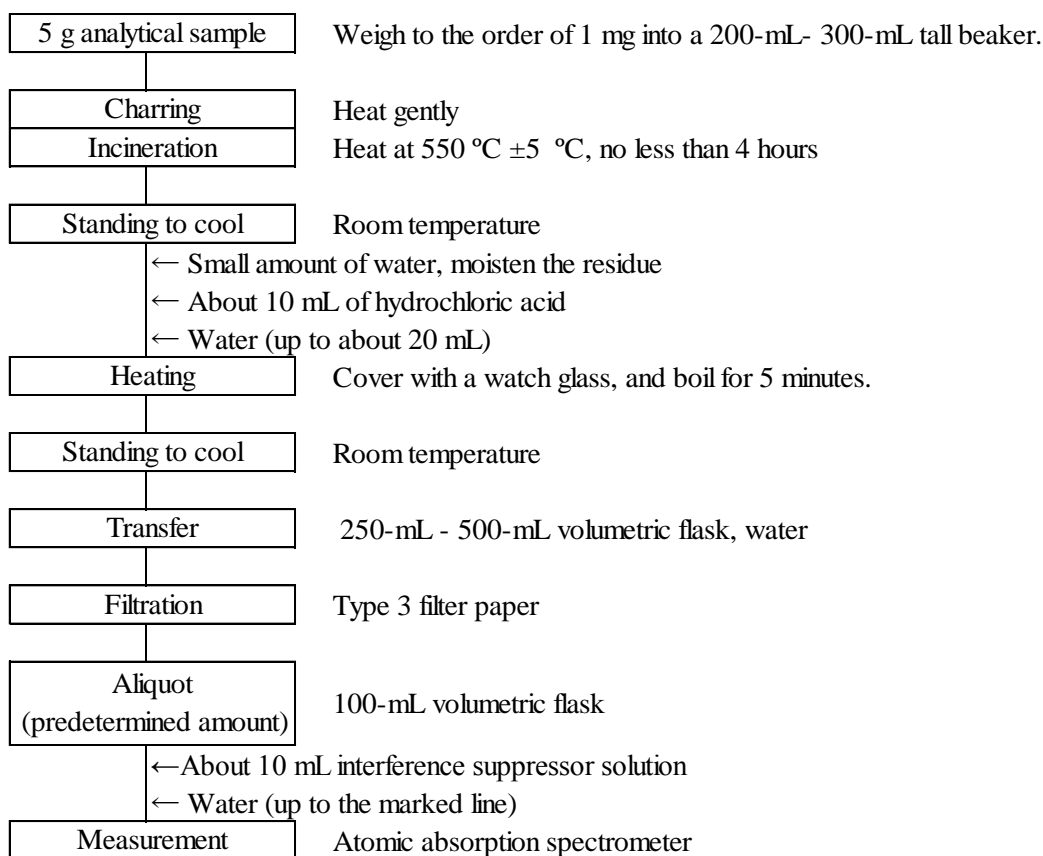 5 g analytical sample Weigh to the order of 1 mg into a 200-mL- 300-mL tall beaker.
Charring Heat gently
Incineration Heat at 550 ºC ±5 ºC, no less than 4 hours
Standing to cool Room temperature
← Small amount of water, moisten the residue
← About 10 mL of hydrochloric acid
← Water (up to about 20 mL)
Heating Cover with a watch glass, and boil for 5 minutes.
Standing to cool Room temperature
Transfer 250-mL - 500-mL volumetric flask, water
Filtration Type 3 filter paper
Aliquot
(predetermined amount) 100-mL volumetric flask
←About 10 mL interference suppressor solution
← Water (up to the marked line)
Measurement Atomic absorption spectrometer